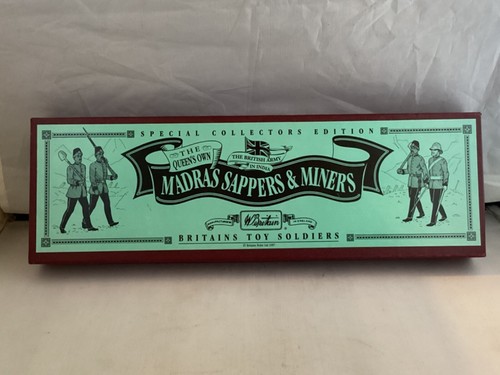 SPECIAL COLLECTORS EDITION
THE QUEEN'S OWN
THE BRITISH ARMY
IN INDIA
MADRAS SAPPERS & MINERS
W. Britain
BRITAINS TOY SOLDIERS